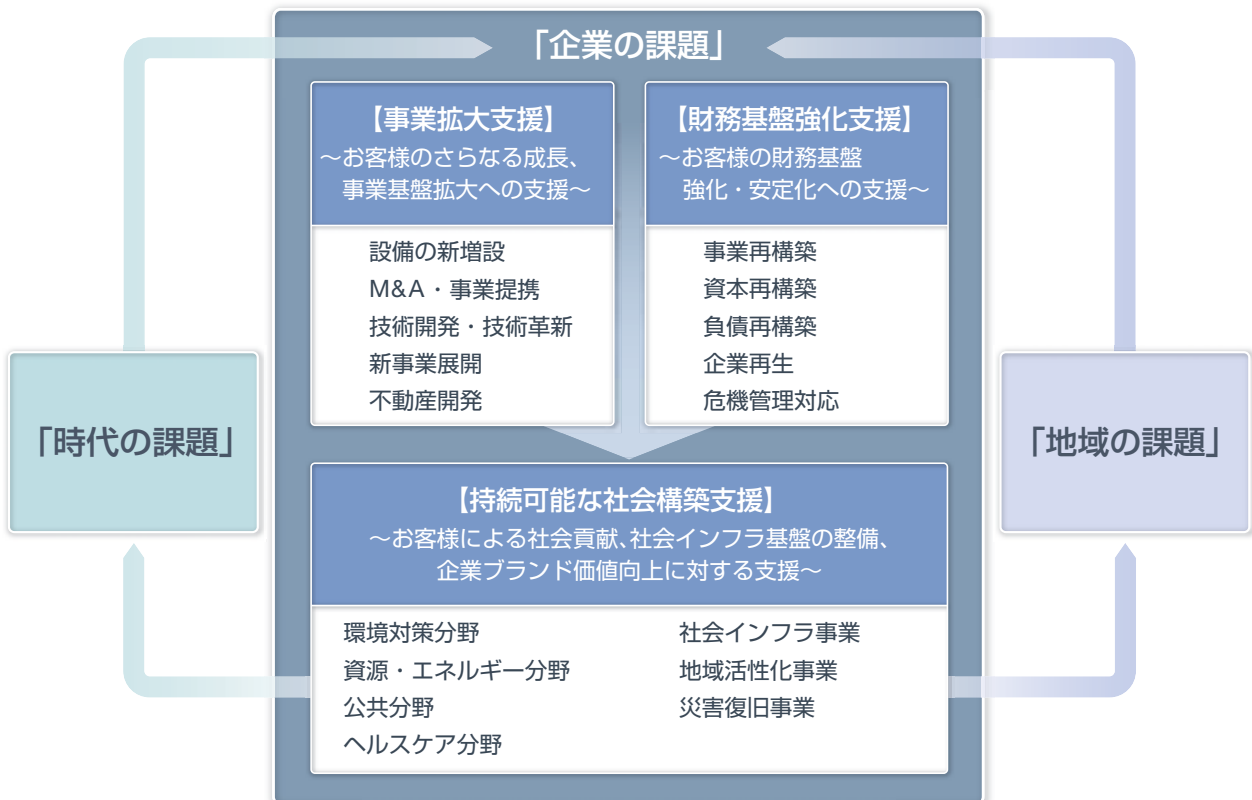 「企業の課題」
【事業拡大支援】
～お客様のさらなる成長、
事業基盤拡大への支援～
設備の新増設
M&A・事業提携
技術開発・技術革新
新事業展開
不動産開発
【財務基盤強化支援】
～お客様の財務基盤
強化・安定化への支援～
事業再構築
資本再構築
負債再構築
企業再生
危機管理対応
「時代の課題」
「地域の課題」
【持続可能な社会構築支援】
～お客様による社会貢献、社会インフラ基盤の整備、
企業ブランド価値向上に対する支援～
環境対策分野
資源・エネルギー分野
公共分野
ヘルスケア分野
社会インフラ事業
地域活性化事業
災害復旧事業